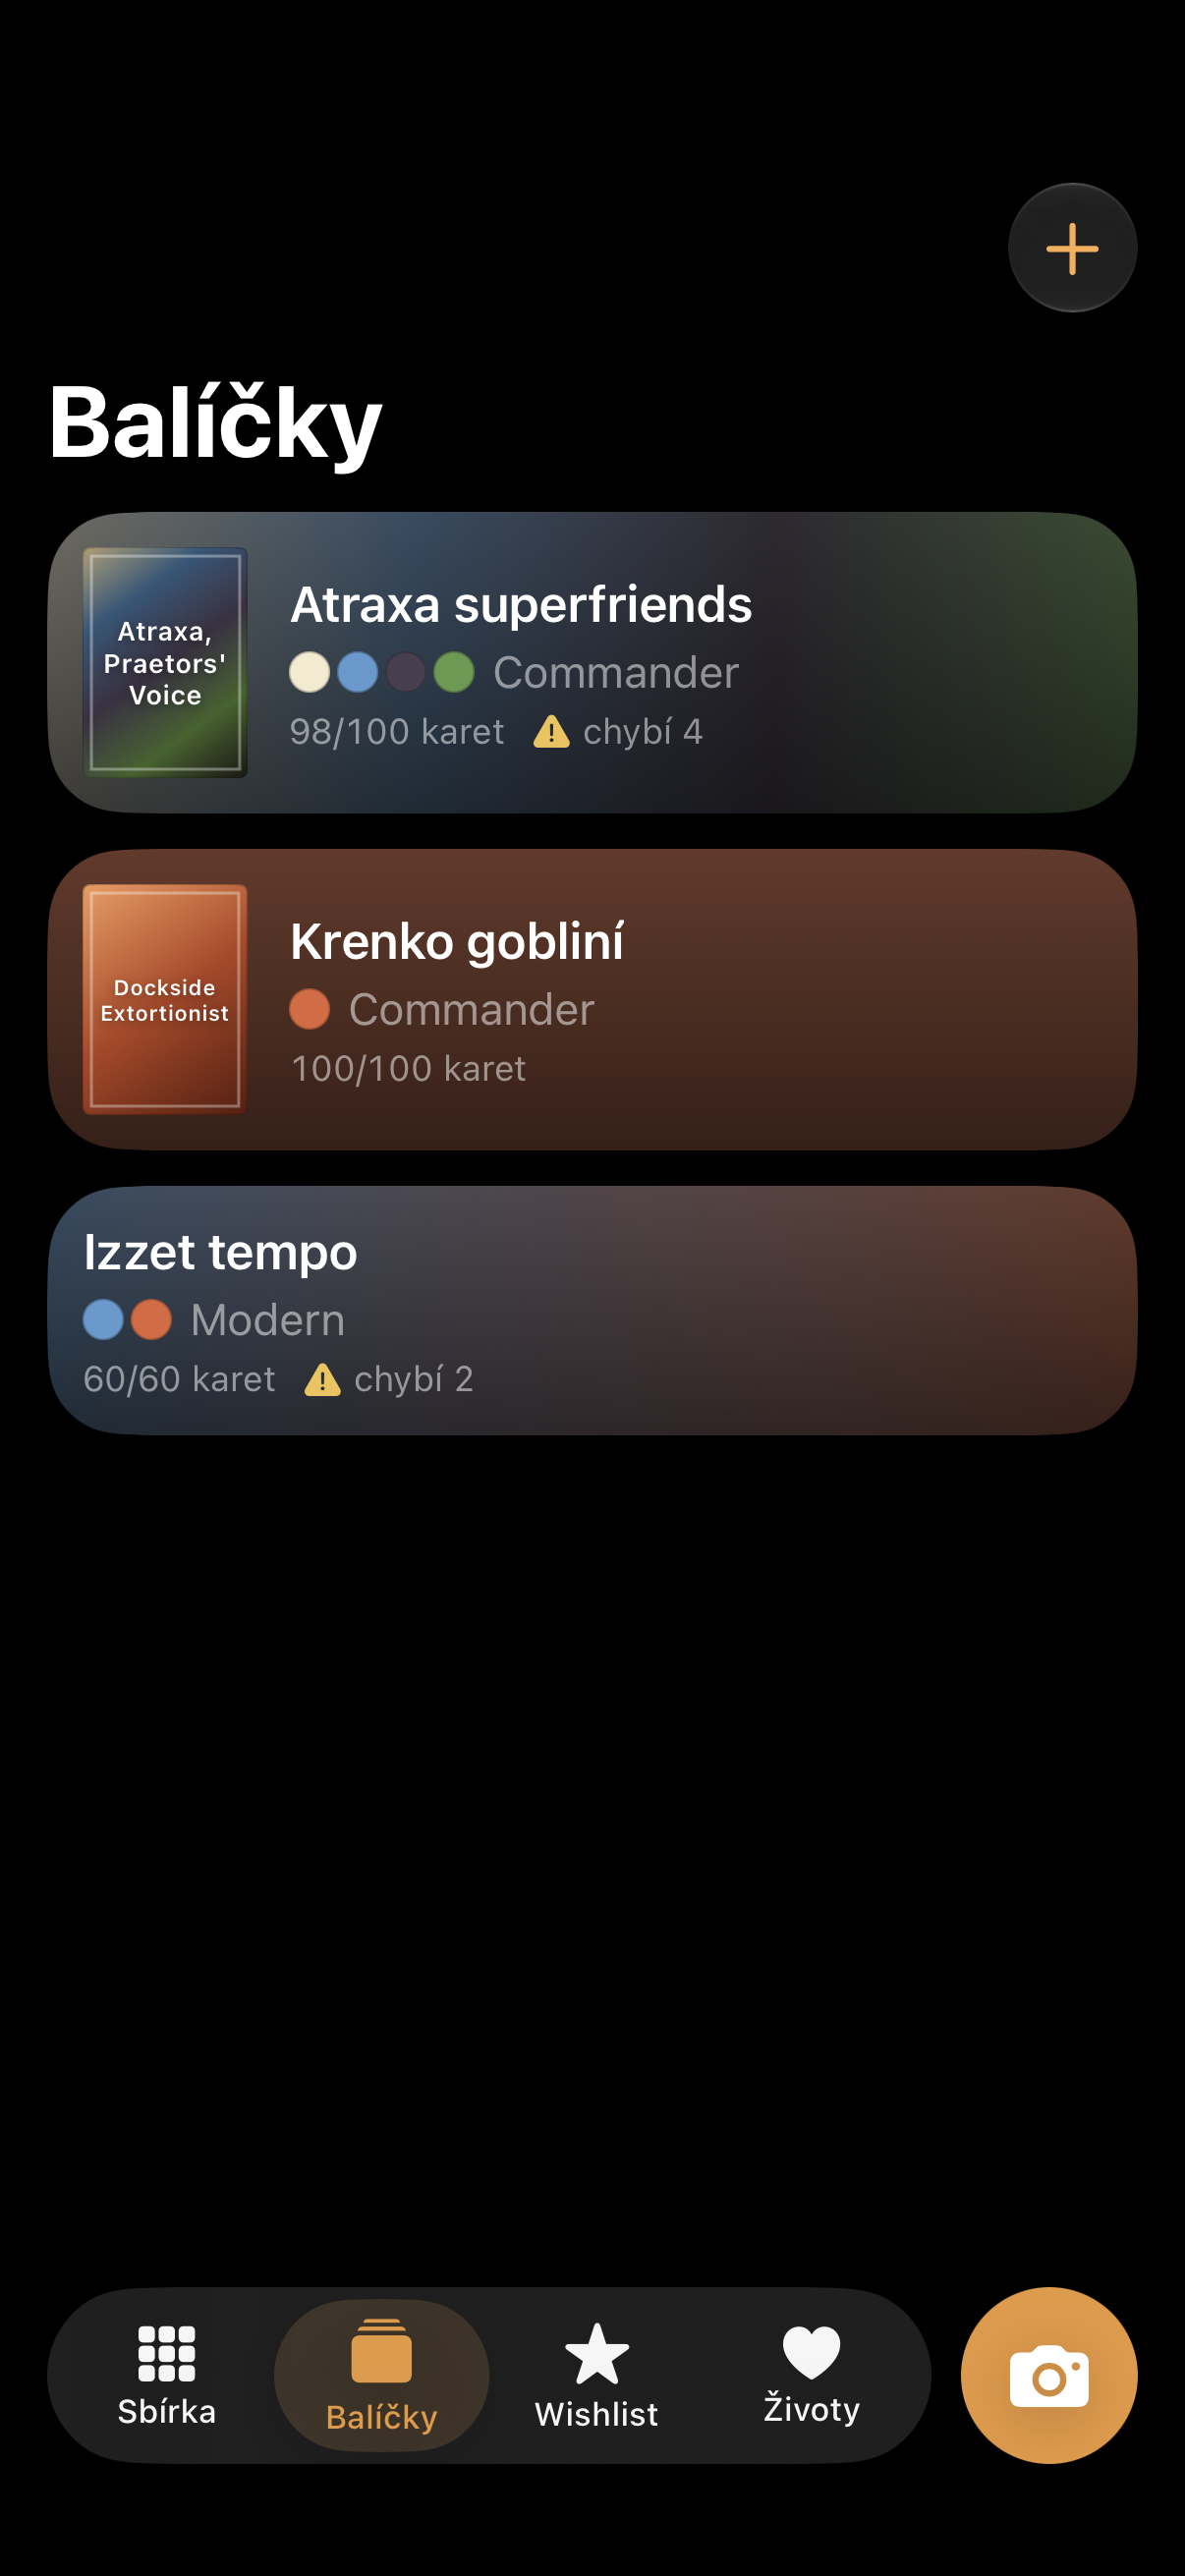 Balíčky
Atraxa,
Praetors'
Voice
Atraxa superfriends
Commander
98/100 karet chybí 4
Dockside
Extortionist
Krenko gobliní
Commander
100/100 karet
Izzet tempo
Modern
60/60 karet chybí 2
Sbírka
Balíčky
Wishlist
Životy